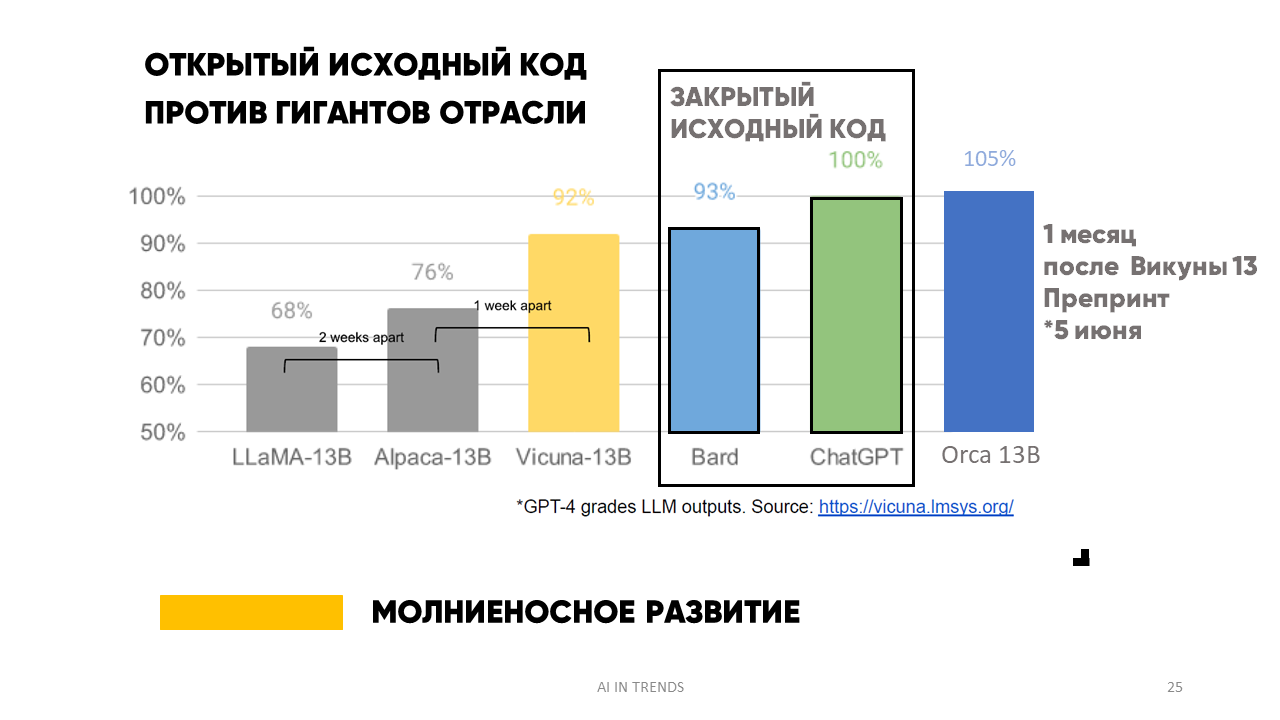 ОТКРЫТЫЙ ИСХОДНЫЙ КОД
ПРОТИВ ГИГАНТОВ ОТРАСЛИ
ЗАКРЫТЫЙ
ИСХОДНЫЙ КОД
100%
90%
80%
70%
60%
50%
68%
76%
92%
93%
100%
105%
2 weeks apart
1 week apart
LLaMA-13B
Alpaca-13B
Vicuna-13B
Bard
ChatGPT
Orca 13B
1 месяц
после Викуны 13
Препринт
*5 июня
*GPT-4 grades LLM outputs. Source: https://vicuna.lmsys.org/
МОЛНИЕНОСНОЕ РАЗВИТИЕ
AI IN TRENDS
25